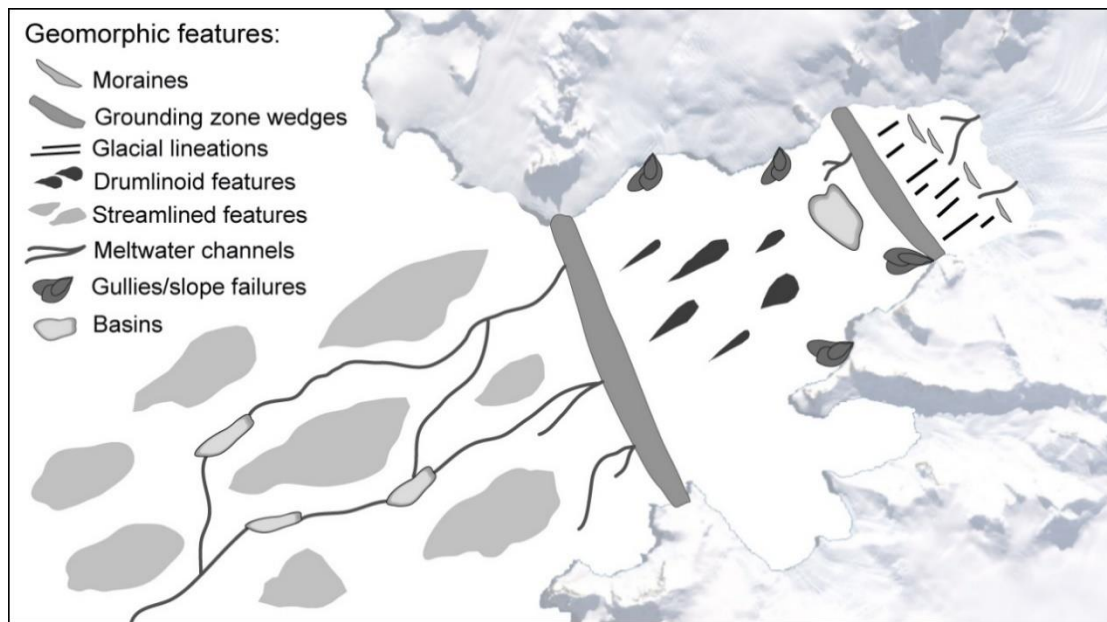 Geomorphic features:
Moraines
Grounding zone wedges
Glacial lineations
Drumlinoid features
Streamlined features
Meltwater channels
Gullies/slope failures
Basins